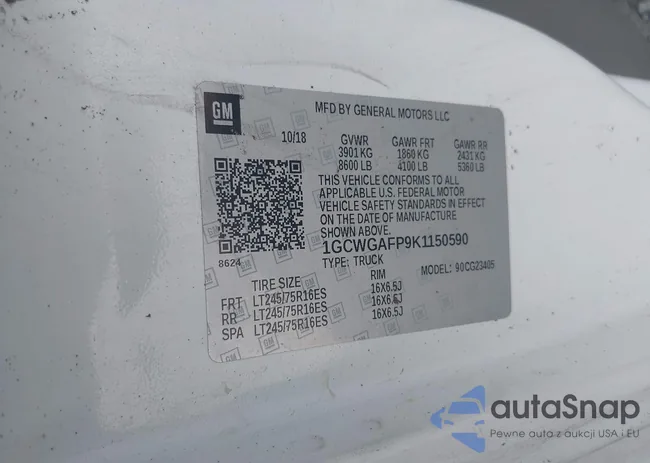 GM
MFD BY GENERAL MOTORS LLC
10/18 GVWR GAWR FRT GAWR RR
3901 KG 1860 KG 2431 KG
8600 LB 4100 LB 5360 LB
THIS VEHICLE CONFORMS TO ALL
APPLICABLE U.S. FEDERAL MOTOR
VEHICLE SAFETY STANDARDS IN EFFECT
ON THE DATE OF MANUFACTURE
SHOWN ABOVE.
1GCWGAFP9K1150590
8624
TYPE: TRUCK MODEL: 90CG23405
TIRE SIZE RIM
FRT LT245/75R16ES 16X6.5J
RR LT245/75R16ES 16X6.5J
SPA LT245/75R16ES 16X6.5J
autaSnap
Pewne auta z aukcji USA i EU